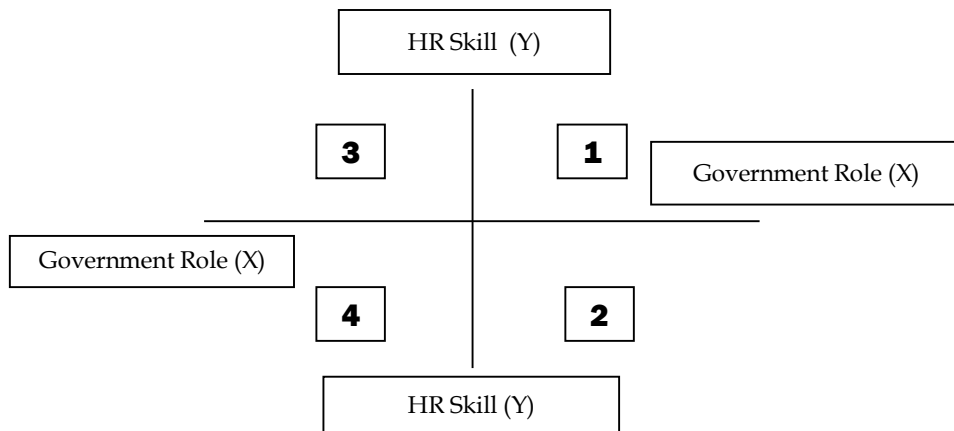 HR Skill (Y)
3
1
Government Role (X)
Government Role (X)
4
2
HR Skill (Y)